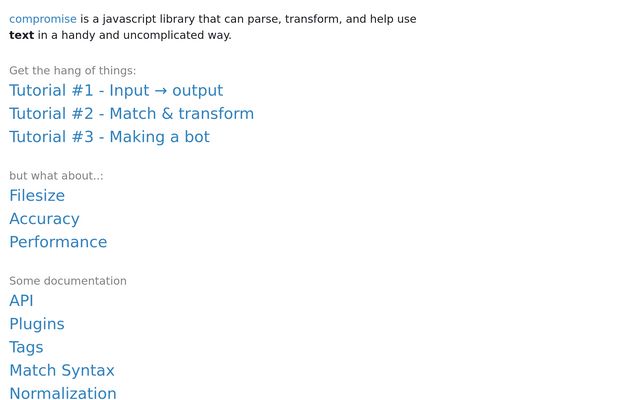 compromise is a javascript library that can parse, transform, and help use
text in a handy and uncomplicated way.
Get the hang of things:
Tutorial #1 - Input → output
Tutorial #2 - Match & transform
Tutorial #3 - Making a bot
but what about..:
Filesize
Accuracy
Performance
Some documentation
API
Plugins
Tags
Match Syntax
Normalization